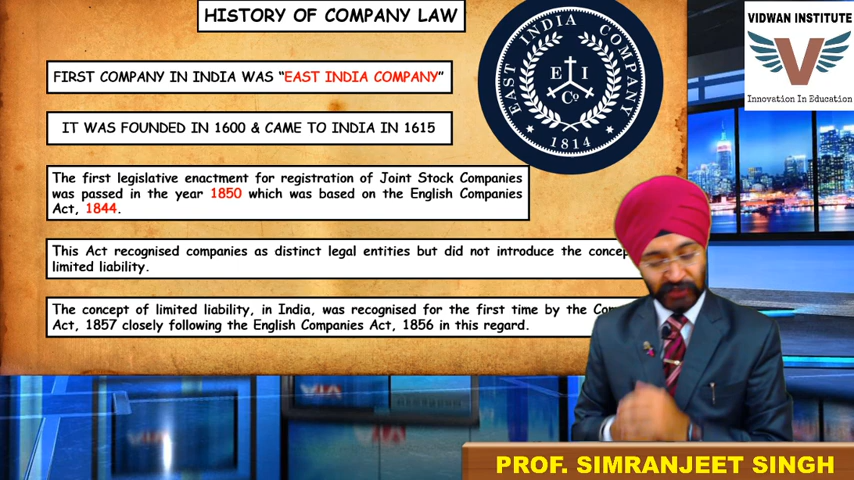 HISTORY OF COMPANY LAW
FIRST COMPANY IN INDIA WAS “EAST INDIA COMPANY”
IT WAS FOUNDED IN 1600 & CAME TO INDIA IN 1615
The first legislative enactment for registration of Joint Stock Companies
was passed in the year 1850 which was based on the English Companies
Act, 1844.
This Act recognised companies as distinct legal entities but did not introduce the
limited liability.
The concept of limited liability, in India, was recognised for the first time by the
Act, 1857 closely following the English Companies Act, 1856 in this regard.
EAST INDIA COMPANY
E I
Co
1814
VIDWAN INSTITUTE
V
Innovation In Education
PROF. SIMRANJEET SINGH